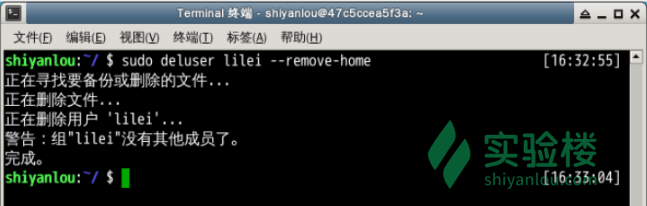 Terminal 终端 - shiyanlou@47c5ccea5f3a: ~
文件(F) 编辑(E) 视图(V) 终端(T) 标签(A) 帮助(H)
shiyanlou:~/ $ sudo deluser lilei --remove-home [16:32:55]
正在寻找要备份或删除的文件...
正在删除文件...
正在删除用户 'lilei'...
警告：组"lilei"没有其他成员了。
完成。
shiyanlou:~/ $ [16:33:04]
实验楼
shiyanlou.com